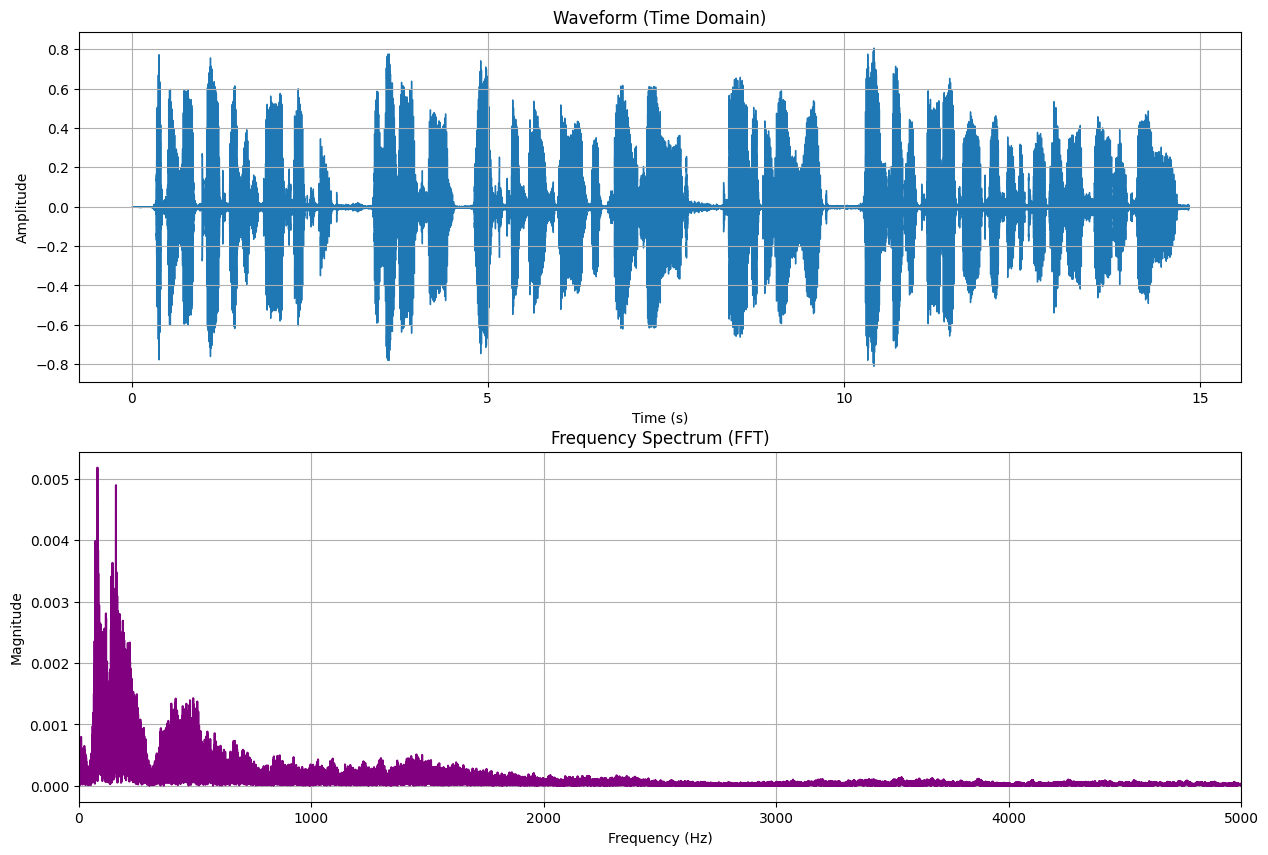 Waveform (Time Domain)
Amplitude
0.8
0.6
0.4
0.2
0.0
−0.2
−0.4
−0.6
−0.8
0 5 10 15
Time (s)
Frequency Spectrum (FFT)
Magnitude
0.005
0.004
0.003
0.002
0.001
0.000
0 1000 2000 3000 4000 5000
Frequency (Hz)